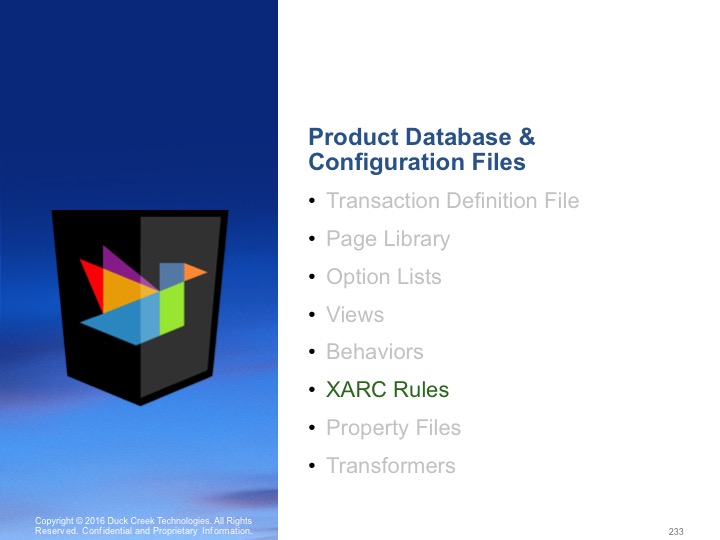 Product Database &
Configuration Files
• Transaction Definition File
• Page Library
• Option Lists
• Views
• Behaviors
• XARC Rules
• Property Files
• Transformers
Copyright © 2016 Duck Creek Technologies. All Rights
Reserved. Confidential and Proprietary Information.
233